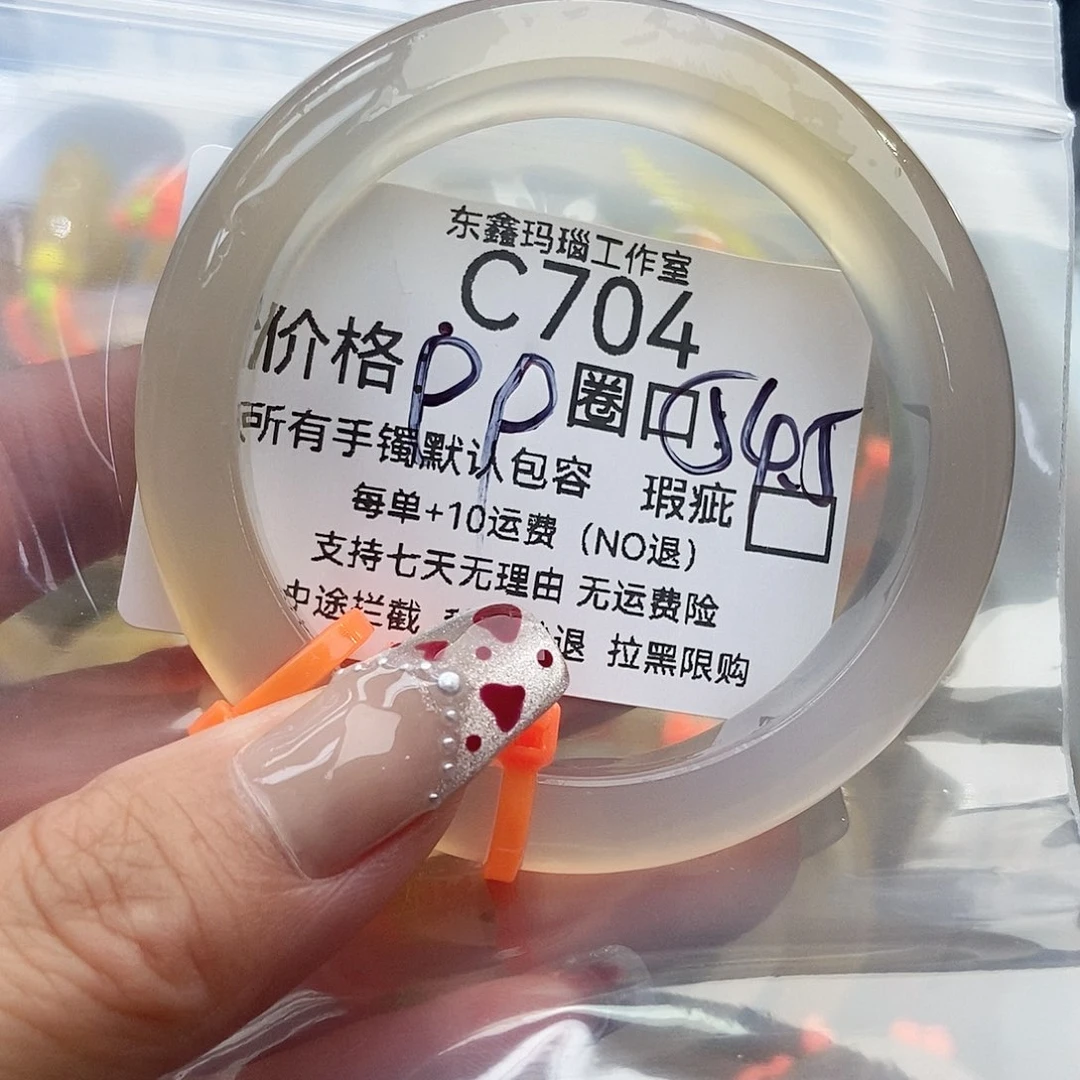 东鑫玛瑙工作室
C704
价格 PP 圈口 545
所有手镯默认包容 瑕疵
每单+10运费（NO退）
支持七天无理由 无运费险
中途拦截 退 拉黑限购